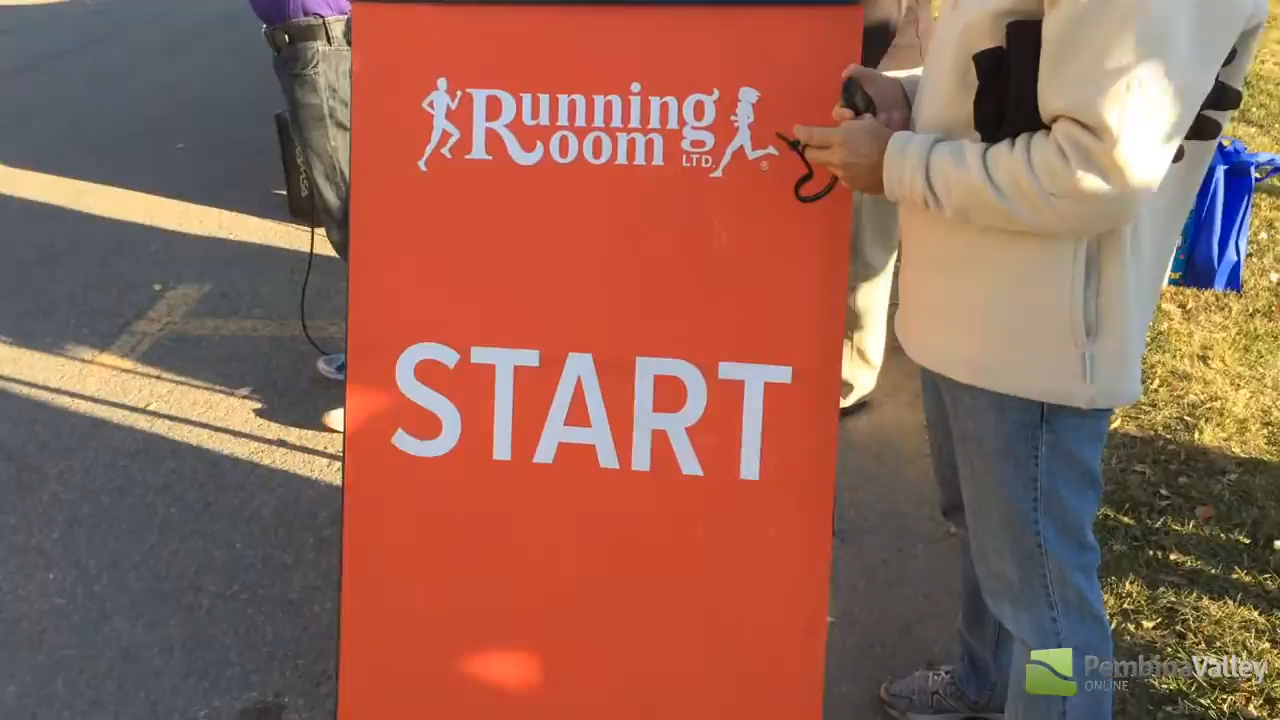 Running
Room LTD.®
START
PembinaValley
ONLINE